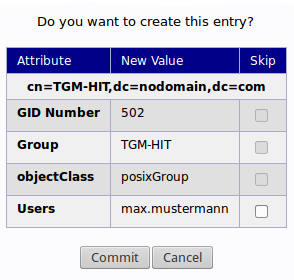 Do you want to create this entry?
Attribute New Value Skip
cn=TGM-HIT,dc=nodomain,dc=com
GID Number 502
Group TGM-HIT
objectClass posixGroup
Users max.mustermann
Commit Cancel